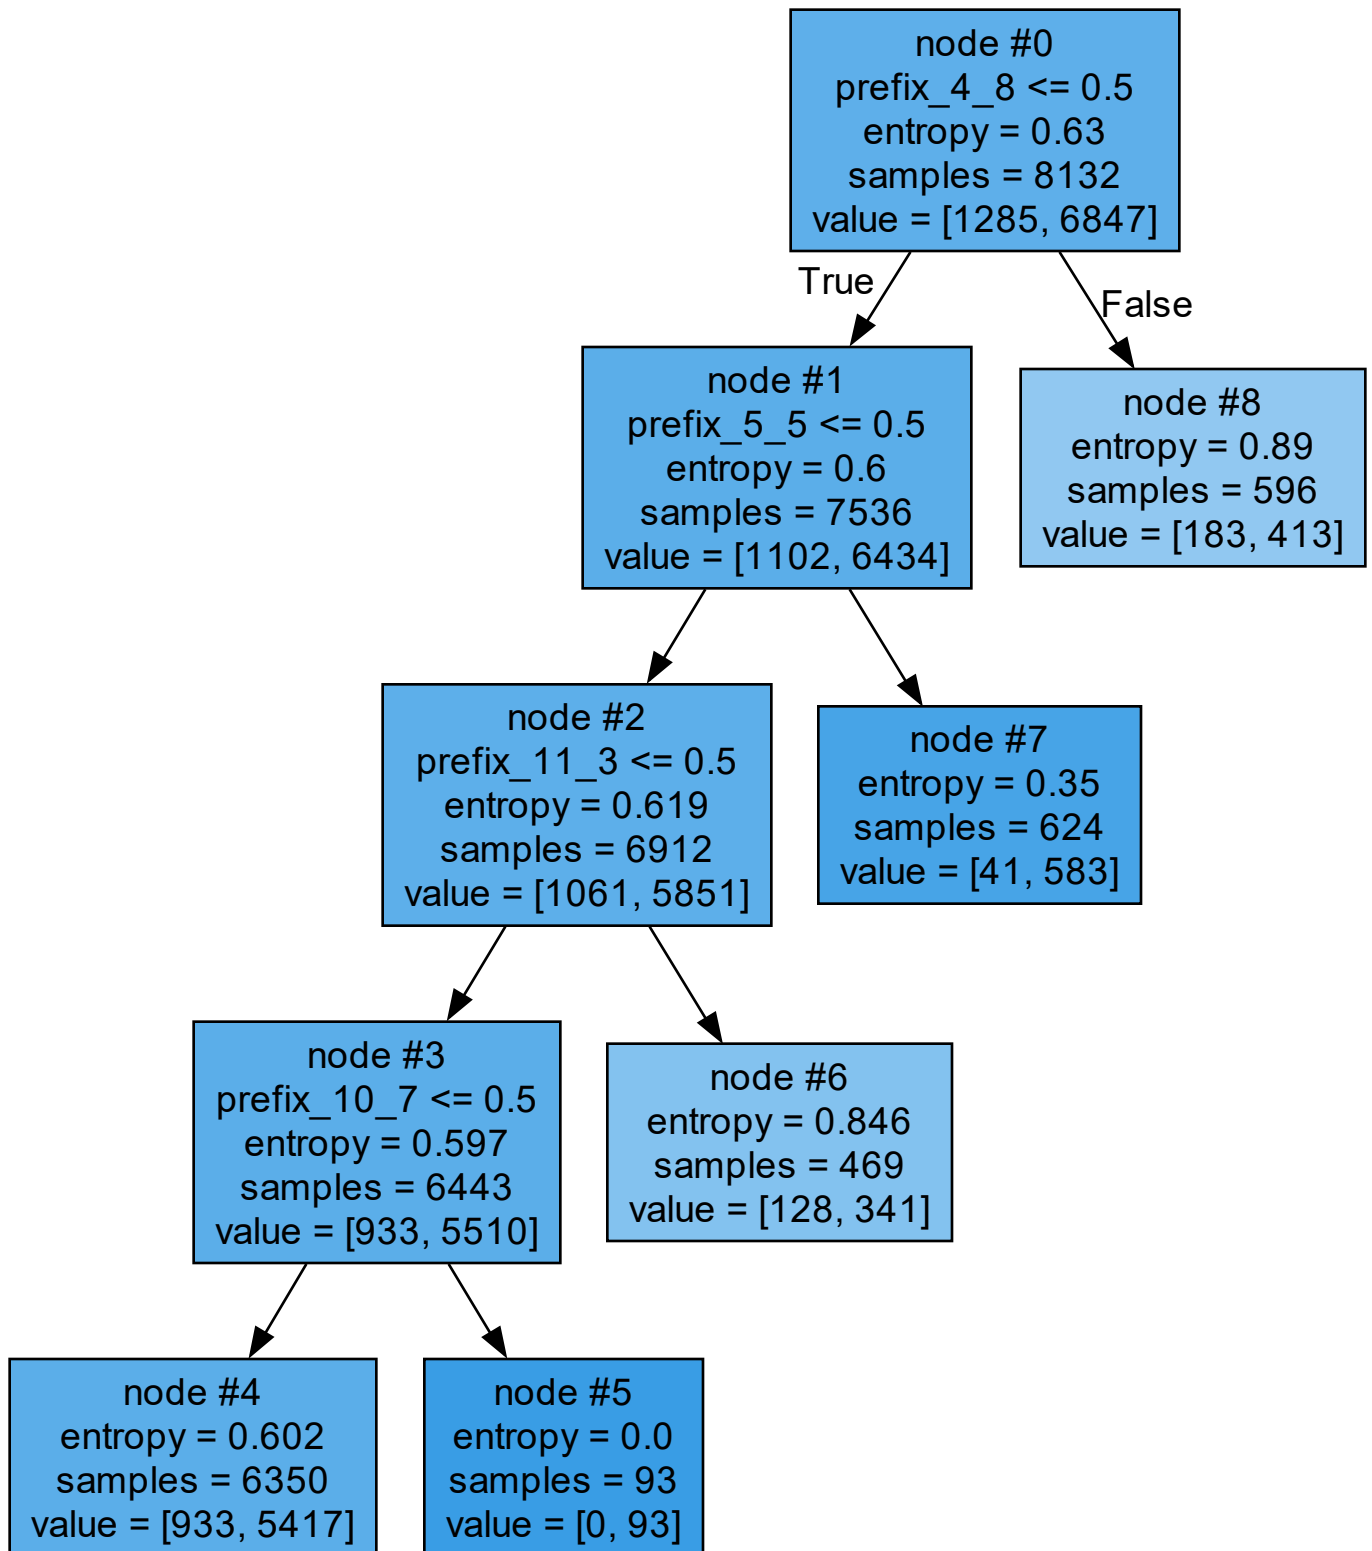 node #0
prefix_4_8 <= 0.5
entropy = 0.63
samples = 8132
value = [1285, 6847]
True
False
node #1
prefix_5_5 <= 0.5
entropy = 0.6
samples = 7536
value = [1102, 6434]
node #8
entropy = 0.89
samples = 596
value = [183, 413]
node #2
prefix_11_3 <= 0.5
entropy = 0.619
samples = 6912
value = [1061, 5851]
node #7
entropy = 0.35
samples = 624
value = [41, 583]
node #3
prefix_10_7 <= 0.5
entropy = 0.597
samples = 6443
value = [933, 5510]
node #6
entropy = 0.846
samples = 469
value = [128, 341]
node #4
entropy = 0.602
samples = 6350
value = [933, 5417]
node #5
entropy = 0.0
samples = 93
value = [0, 93]